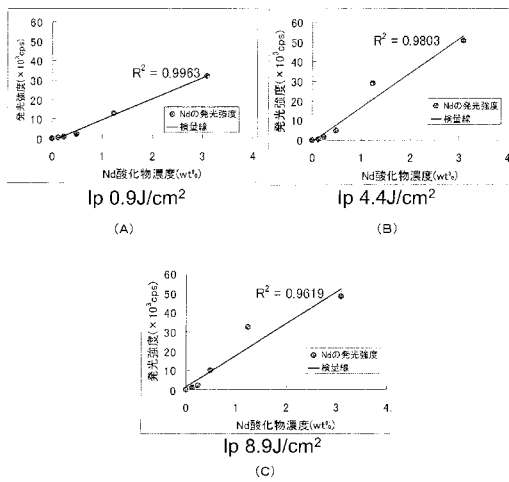 発光強度(×10³cps)
60
50
40
30
20
10
0
R² = 0.9963
Ndの発光強度
検量線
0 1 2 3 4
Nd酸化物濃度(wt%)
Ip 0.9J/cm²
(A)
発光強度(×10³cps)
60
50
40
30
20
10
0
R² = 0.9803
Ndの発光強度
検量線
0 1 2 3 4
Nd酸化物濃度(wt%)
Ip 4.4J/cm²
(B)
発光強度(×10³cps)
60
50
40
30
20
10
0
R² = 0.9619
Ndの発光強度
検量線
0 1 2 3 4.
Nd酸化物濃度(wt%)
Ip 8.9J/cm²
(C)